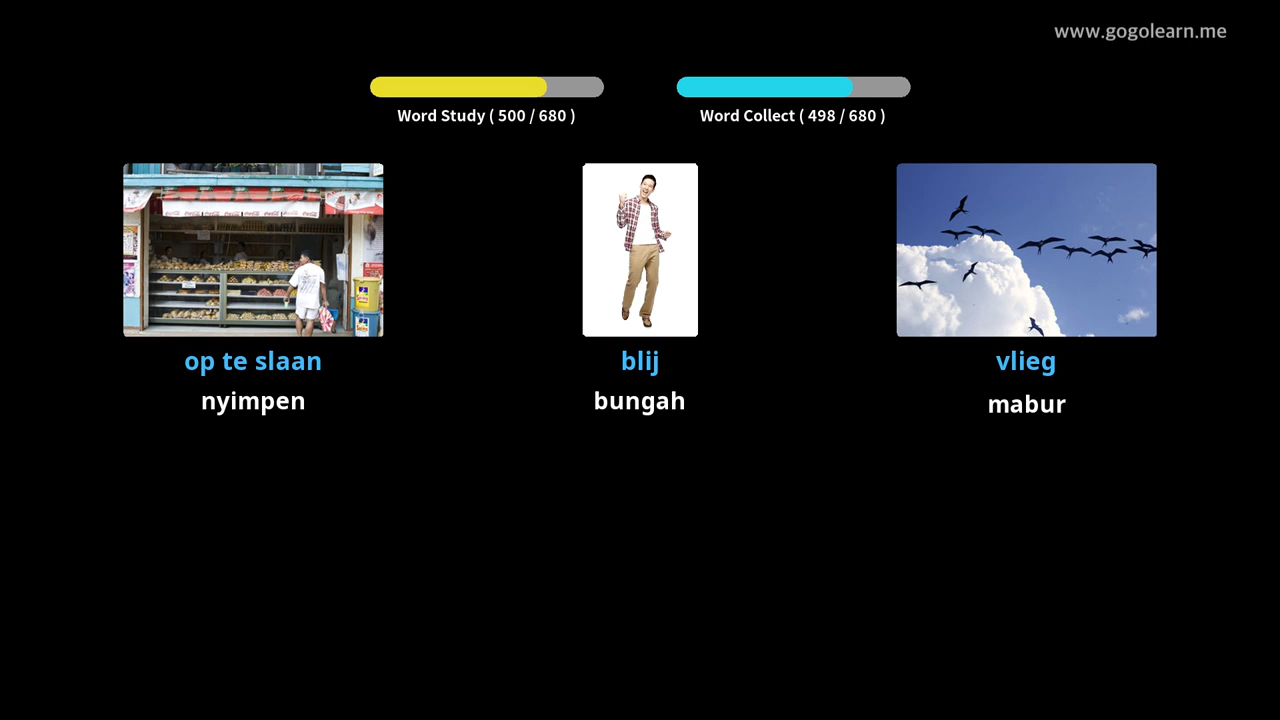 www.gogolearn.me
Word Study ( 500 / 680 )
Word Collect ( 498 / 680 )
op te slaan
blij
vlieg
nyimpen
bungah
mabur